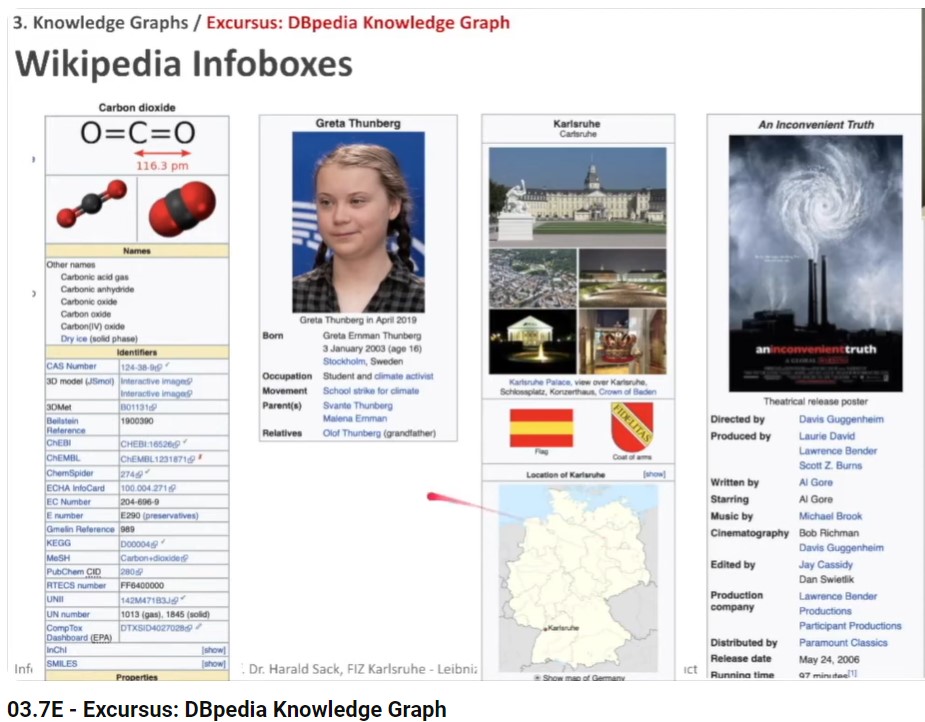 3. Knowledge Graphs / Excursus: DBpedia Knowledge Graph
Wikipedia Infoboxes
Carbon dioxide
O=C=O
116.3 pm
Names
Other names
Carbonic acid gas
Carbonic anhydride
Carbonic oxide
Carbon oxide
Carbon(IV) oxide
Dry ice (solid phase)
Identifiers
CAS Number 124-38-9
3D model (JSmol) Interactive image
Interactive image
3DMet B01131
Beilstein Reference 1900390
ChEBI CHEBI:16526
ChEMBL ChEMBL1231871
ChemSpider 274
ECHA InfoCard 100.004.271
EC Number 204-696-9
E number E290 (preservatives)
Gmelin Reference 989
KEGG D00004
MeSH Carbon+dioxide
PubChem CID 280
RTECS number FF6400000
UNII 142M471B3J
UN number 1013 (gas), 1845 (solid)
CompTox Dashboard (EPA) DTXSID4027028
InChI [show]
SMILES [show]
Properties
Greta Thunberg
Greta Thunberg in April 2019
Born Greta Ernman Thunberg
3 January 2003 (age 16)
Stockholm, Sweden
Occupation Student and climate activist
Movement School strike for climate
Parent(s) Svante Thunberg
Malena Ernman
Relatives Olof Thunberg (grandfather)
Karlsruhe
Carlsruhe
Karlsruhe Palace, view over Karlsruhe,
Schlossplatz, Konzerthaus, Crown of Baden
FIDELITAS
Flag
Coat of arms
Location of Karlsruhe [show]
Karlsruhe
Show map of Germany
An Inconvenient Truth
aninconvenienttruth
Theatrical release poster
Directed by Davis Guggenheim
Produced by Laurie David
Lawrence Bender
Scott Z. Burns
Written by Al Gore
Starring Al Gore
Music by Michael Brook
Cinematography Bob Richman
Davis Guggenheim
Edited by Jay Cassidy
Dan Swietlik
Production company Lawrence Bender
Productions
Participant Productions
Distributed by Paramount Classics
Release date May 24, 2006
Running time 97 minutes[1]
Inf . Dr. Harald Sack, FIZ Karlsruhe - Leibniz ict
03.7E - Excursus: DBpedia Knowledge Graph